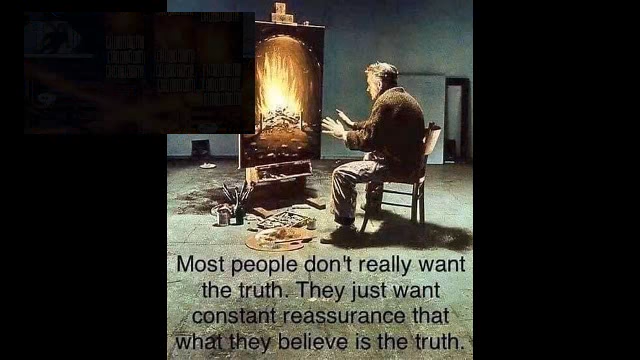 Most people don't really want
the truth. They just want
constant reassurance that
what they believe is the truth.